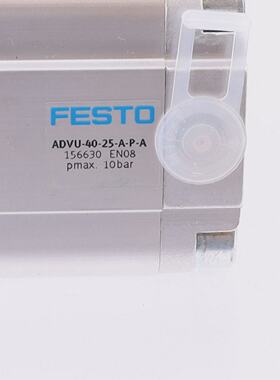 FESTO
ADVU-40-25-A-P-A
156630 EN08
pmax. 10bar